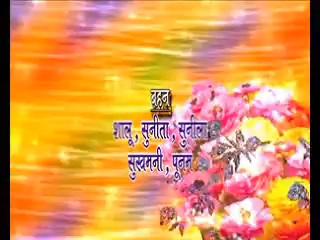 बहन
शालू , सुनीता , सुनीला
सुखमनी , पूनम